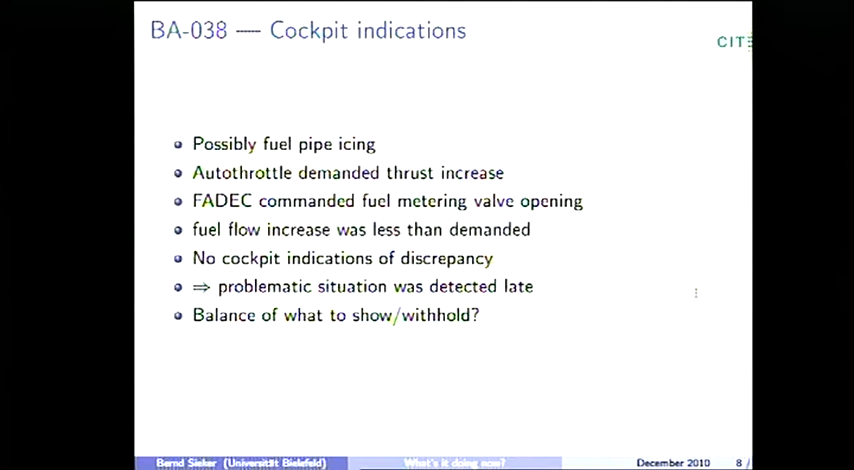 BA-038 — Cockpit indications
CITE
Possibly fuel pipe icing
Autothrottle demanded thrust increase
FADEC commanded fuel metering valve opening
fuel flow increase was less than demanded
No cockpit indications of discrepancy
⇒ problematic situation was detected late
Balance of what to show/withhold?
Bernd Sieker (Universität Bielefeld) What's it doing now? December 2010 8 /